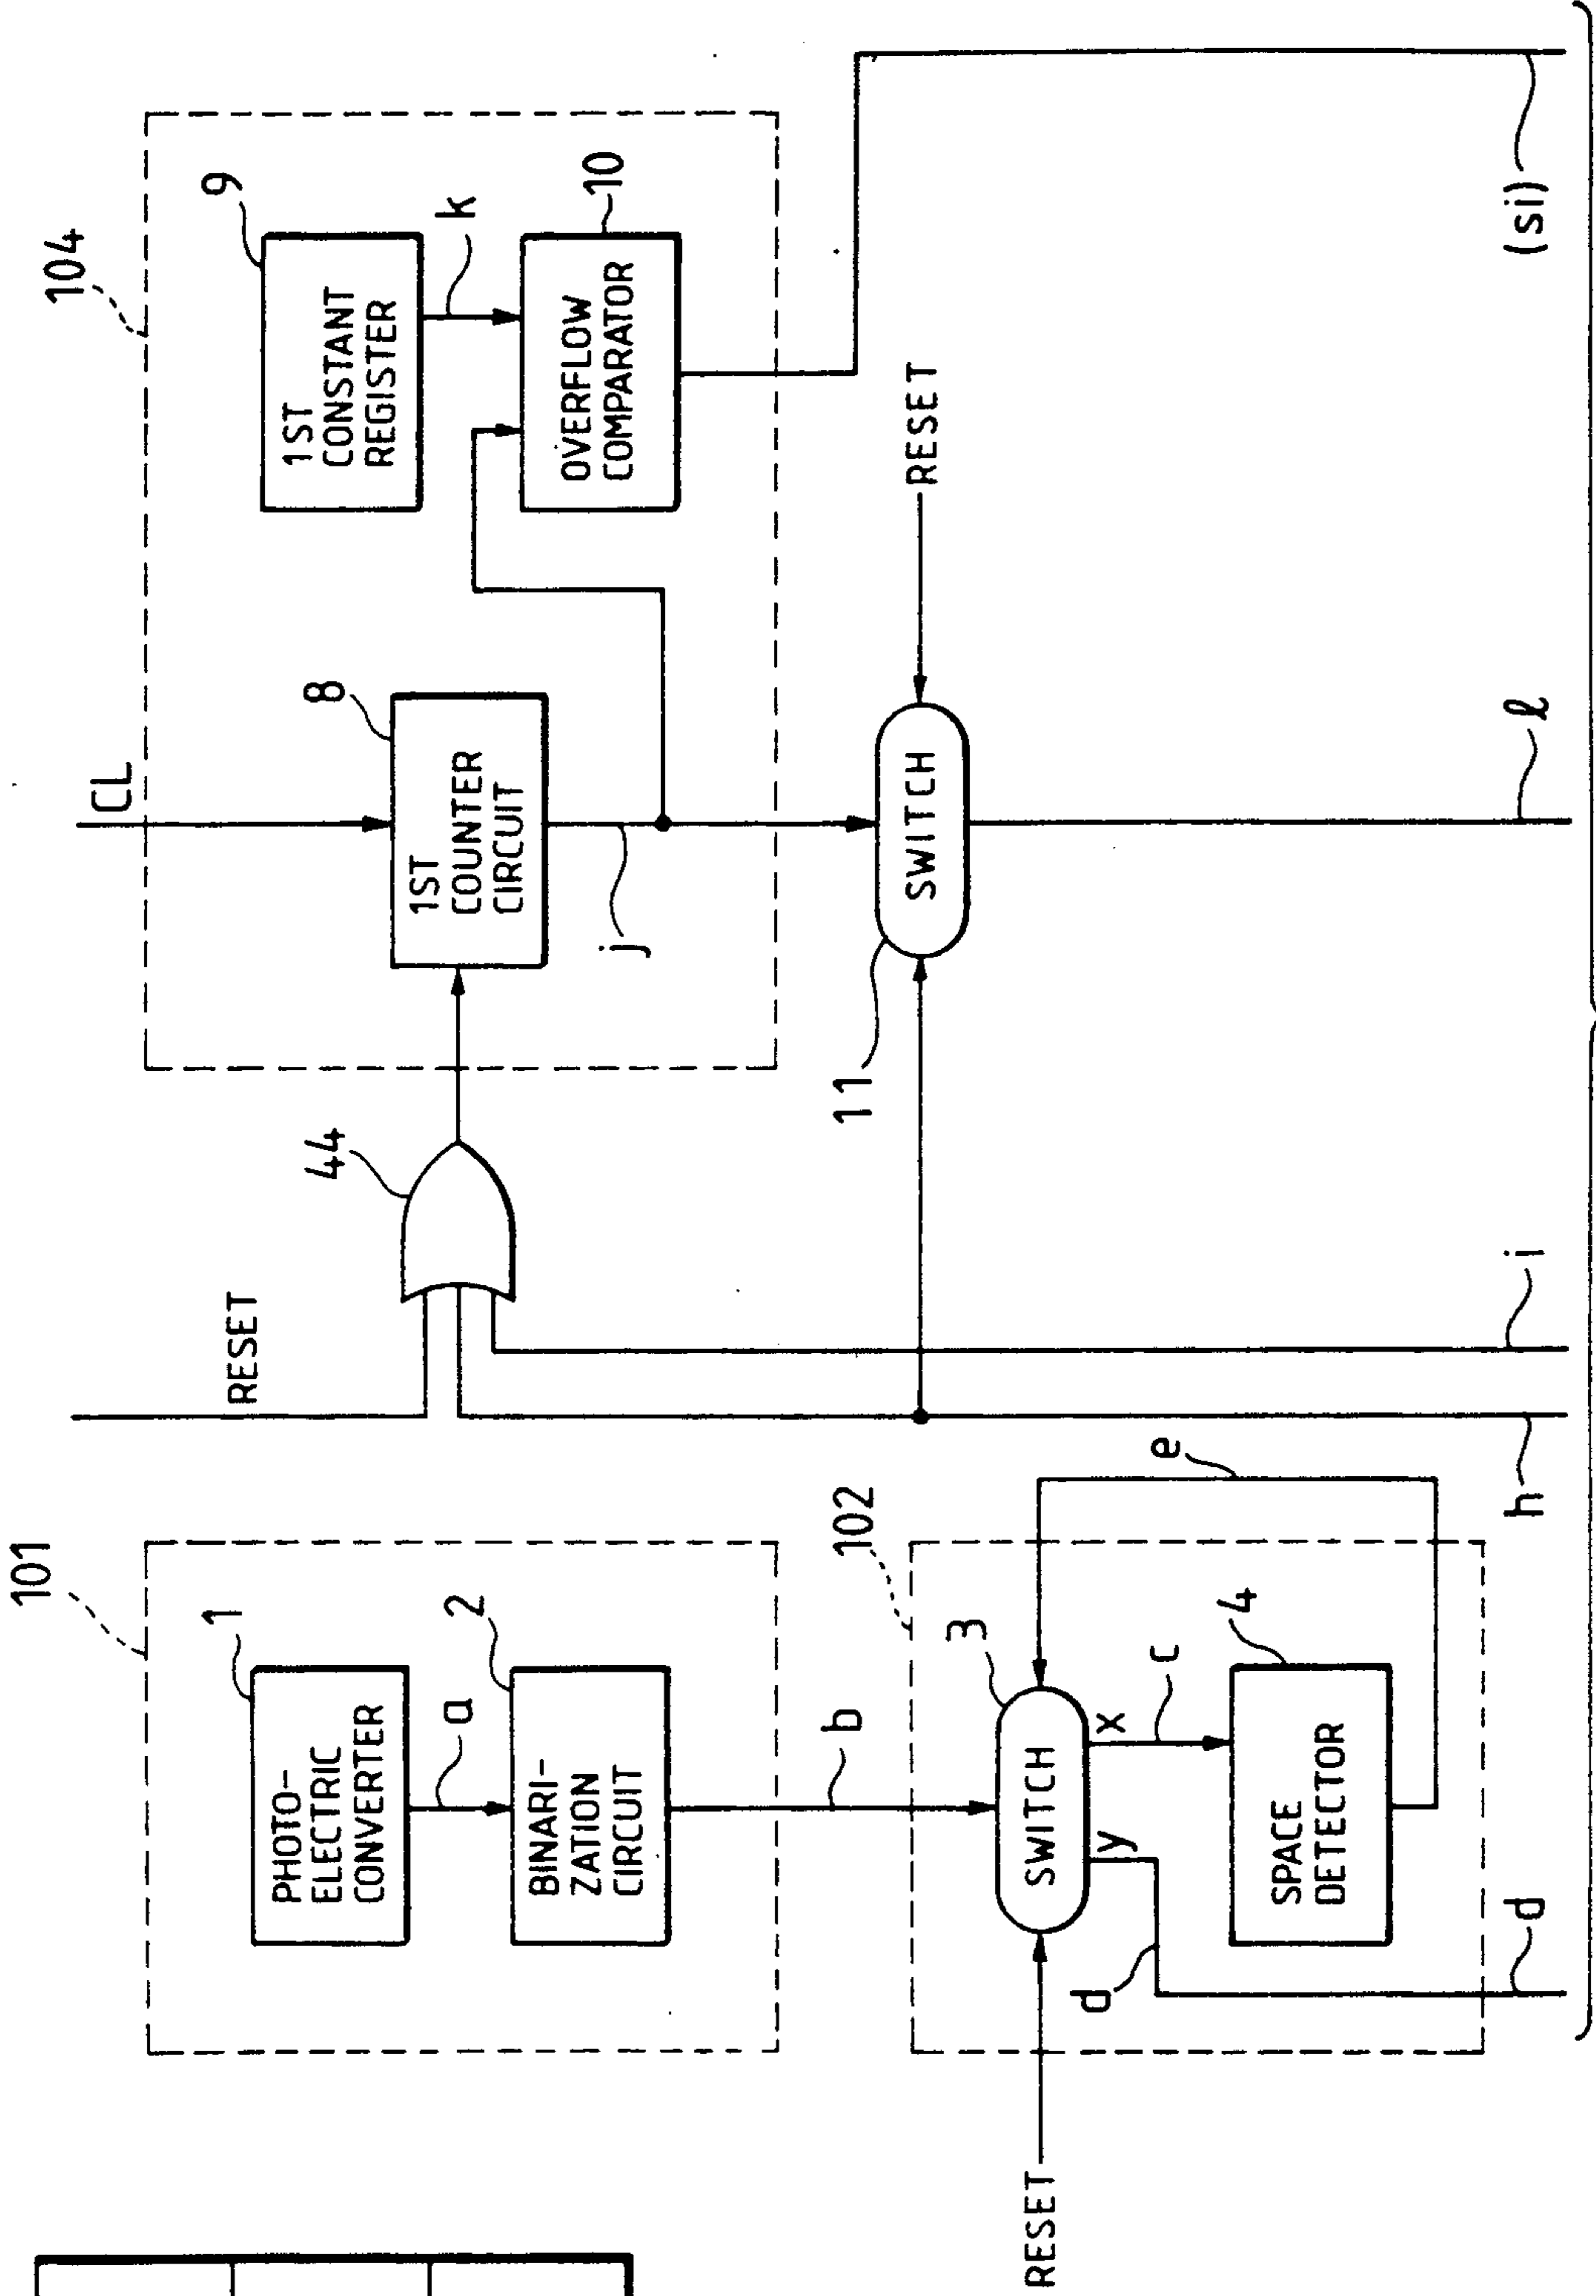 101
1
PHOTO-
ELECTRIC
CONVERTER
a
2
BINARI-
ZATION
CIRCUIT
b
102
RESET
3
SWITCH
e
y
x
c
d
4
SPACE
DETECTOR
d
RESET
44
h
i
104
CL
8
1ST
COUNTER
CIRCUIT
j
9
1ST
CONSTANT
REGISTER
k
10
OVERFLOW
COMPARATOR
11
SWITCH
RESET
ℓ
(si)